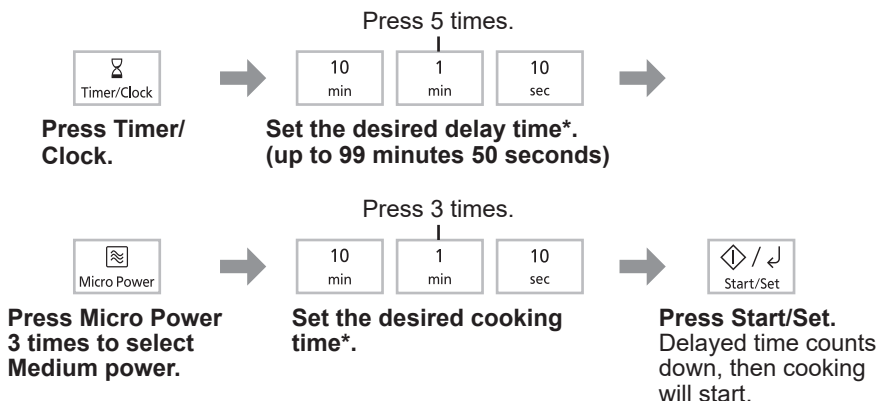 Press 5 times.
Timer/Clock
10 min
1 min
10 sec
Press Timer/
Clock.
Set the desired delay time*.
(up to 99 minutes 50 seconds)
Press 3 times.
Micro Power
10 min
1 min
10 sec
/
Start/Set
Press Micro Power
3 times to select
Medium power.
Set the desired cooking
time*.
Press Start/Set.
Delayed time counts
down, then cooking
will start.